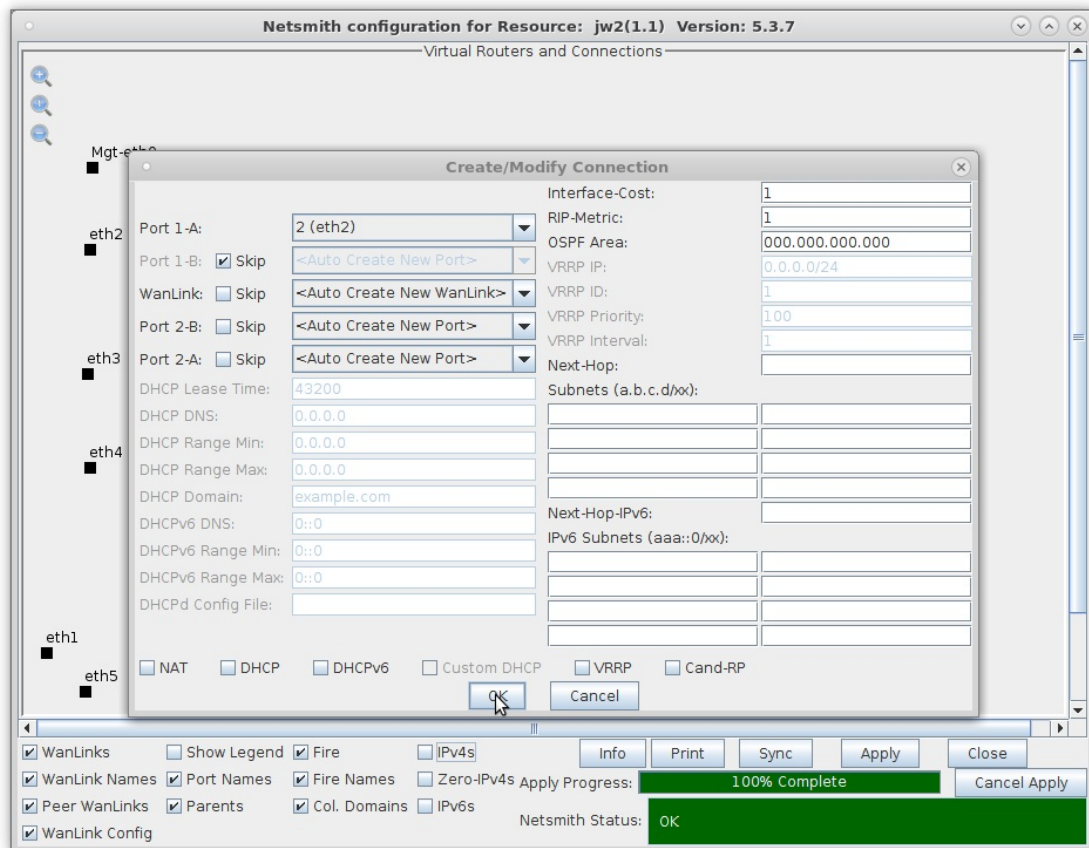 Netsmith configuration for Resource: jw2(1.1) Version: 5.3.7
Virtual Routers and Connections
Mgt-eth0
eth2
eth3
eth4
eth1
eth5
Create/Modify Connection
Port 1-A: 2 (eth2)
Port 1-B: Skip <Auto Create New Port>
WanLink: Skip <Auto Create New WanLink>
Port 2-B: Skip <Auto Create New Port>
Port 2-A: Skip <Auto Create New Port>
DHCP Lease Time: 43200
DHCP DNS: 0.0.0.0
DHCP Range Min: 0.0.0.0
DHCP Range Max: 0.0.0.0
DHCP Domain: example.com
DHCPv6 DNS: 0::0
DHCPv6 Range Min: 0::0
DHCPv6 Range Max: 0::0
DHCPd Config File:
Interface-Cost: 1
RIP-Metric: 1
OSPF Area: 000.000.000.000
VRRP IP: 0.0.0.0/24
VRRP ID: 1
VRRP Priority: 100
VRRP Interval: 1
Next-Hop:
Subnets (a.b.c.d/xx):
Next-Hop-IPv6:
IPv6 Subnets (aaa::0/xx):
NAT DHCP DHCPv6 Custom DHCP VRRP Cand-RP
OK Cancel
WanLinks Show Legend Fire IPv4s Info Print Sync Apply Close
WanLink Names Port Names Fire Names Zero-IPv4s Apply Progress: 100% Complete Cancel Apply
Peer WanLinks Parents Col. Domains IPv6s
WanLink Config
Netsmith Status: OK